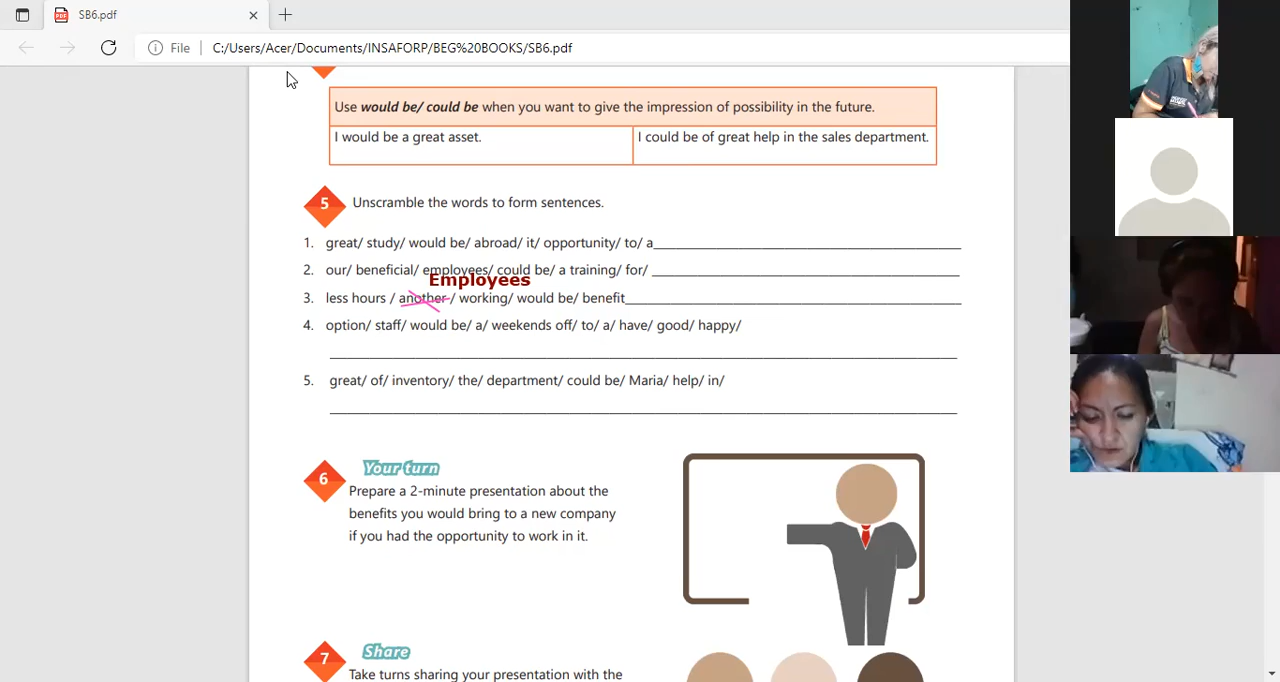 SB6.pdf
File C:/Users/Acer/Documents/INSAFORP/BEG%20BOOKS/SB6.pdf
Use would be/ could be when you want to give the impression of possibility in the future.
I would be a great asset. I could be of great help in the sales department.
5 Unscramble the words to form sentences.
1. great/ study/ would be/ abroad/ it/ opportunity/ to/ a
2. our/ beneficial/ employees/ could be/ a training/ for/
Employees
3. less hours / another / working/ would be/ benefit
4. option/ staff/ would be/ a/ weekends off/ to/ a/ have/ good/ happy/
5. great/ of/ inventory/ the/ department/ could be/ Maria/ help/ in/
6 Your turn
Prepare a 2-minute presentation about the
benefits you would bring to a new company
if you had the opportunity to work in it.
7 Share
Take turns sharing your presentation with the